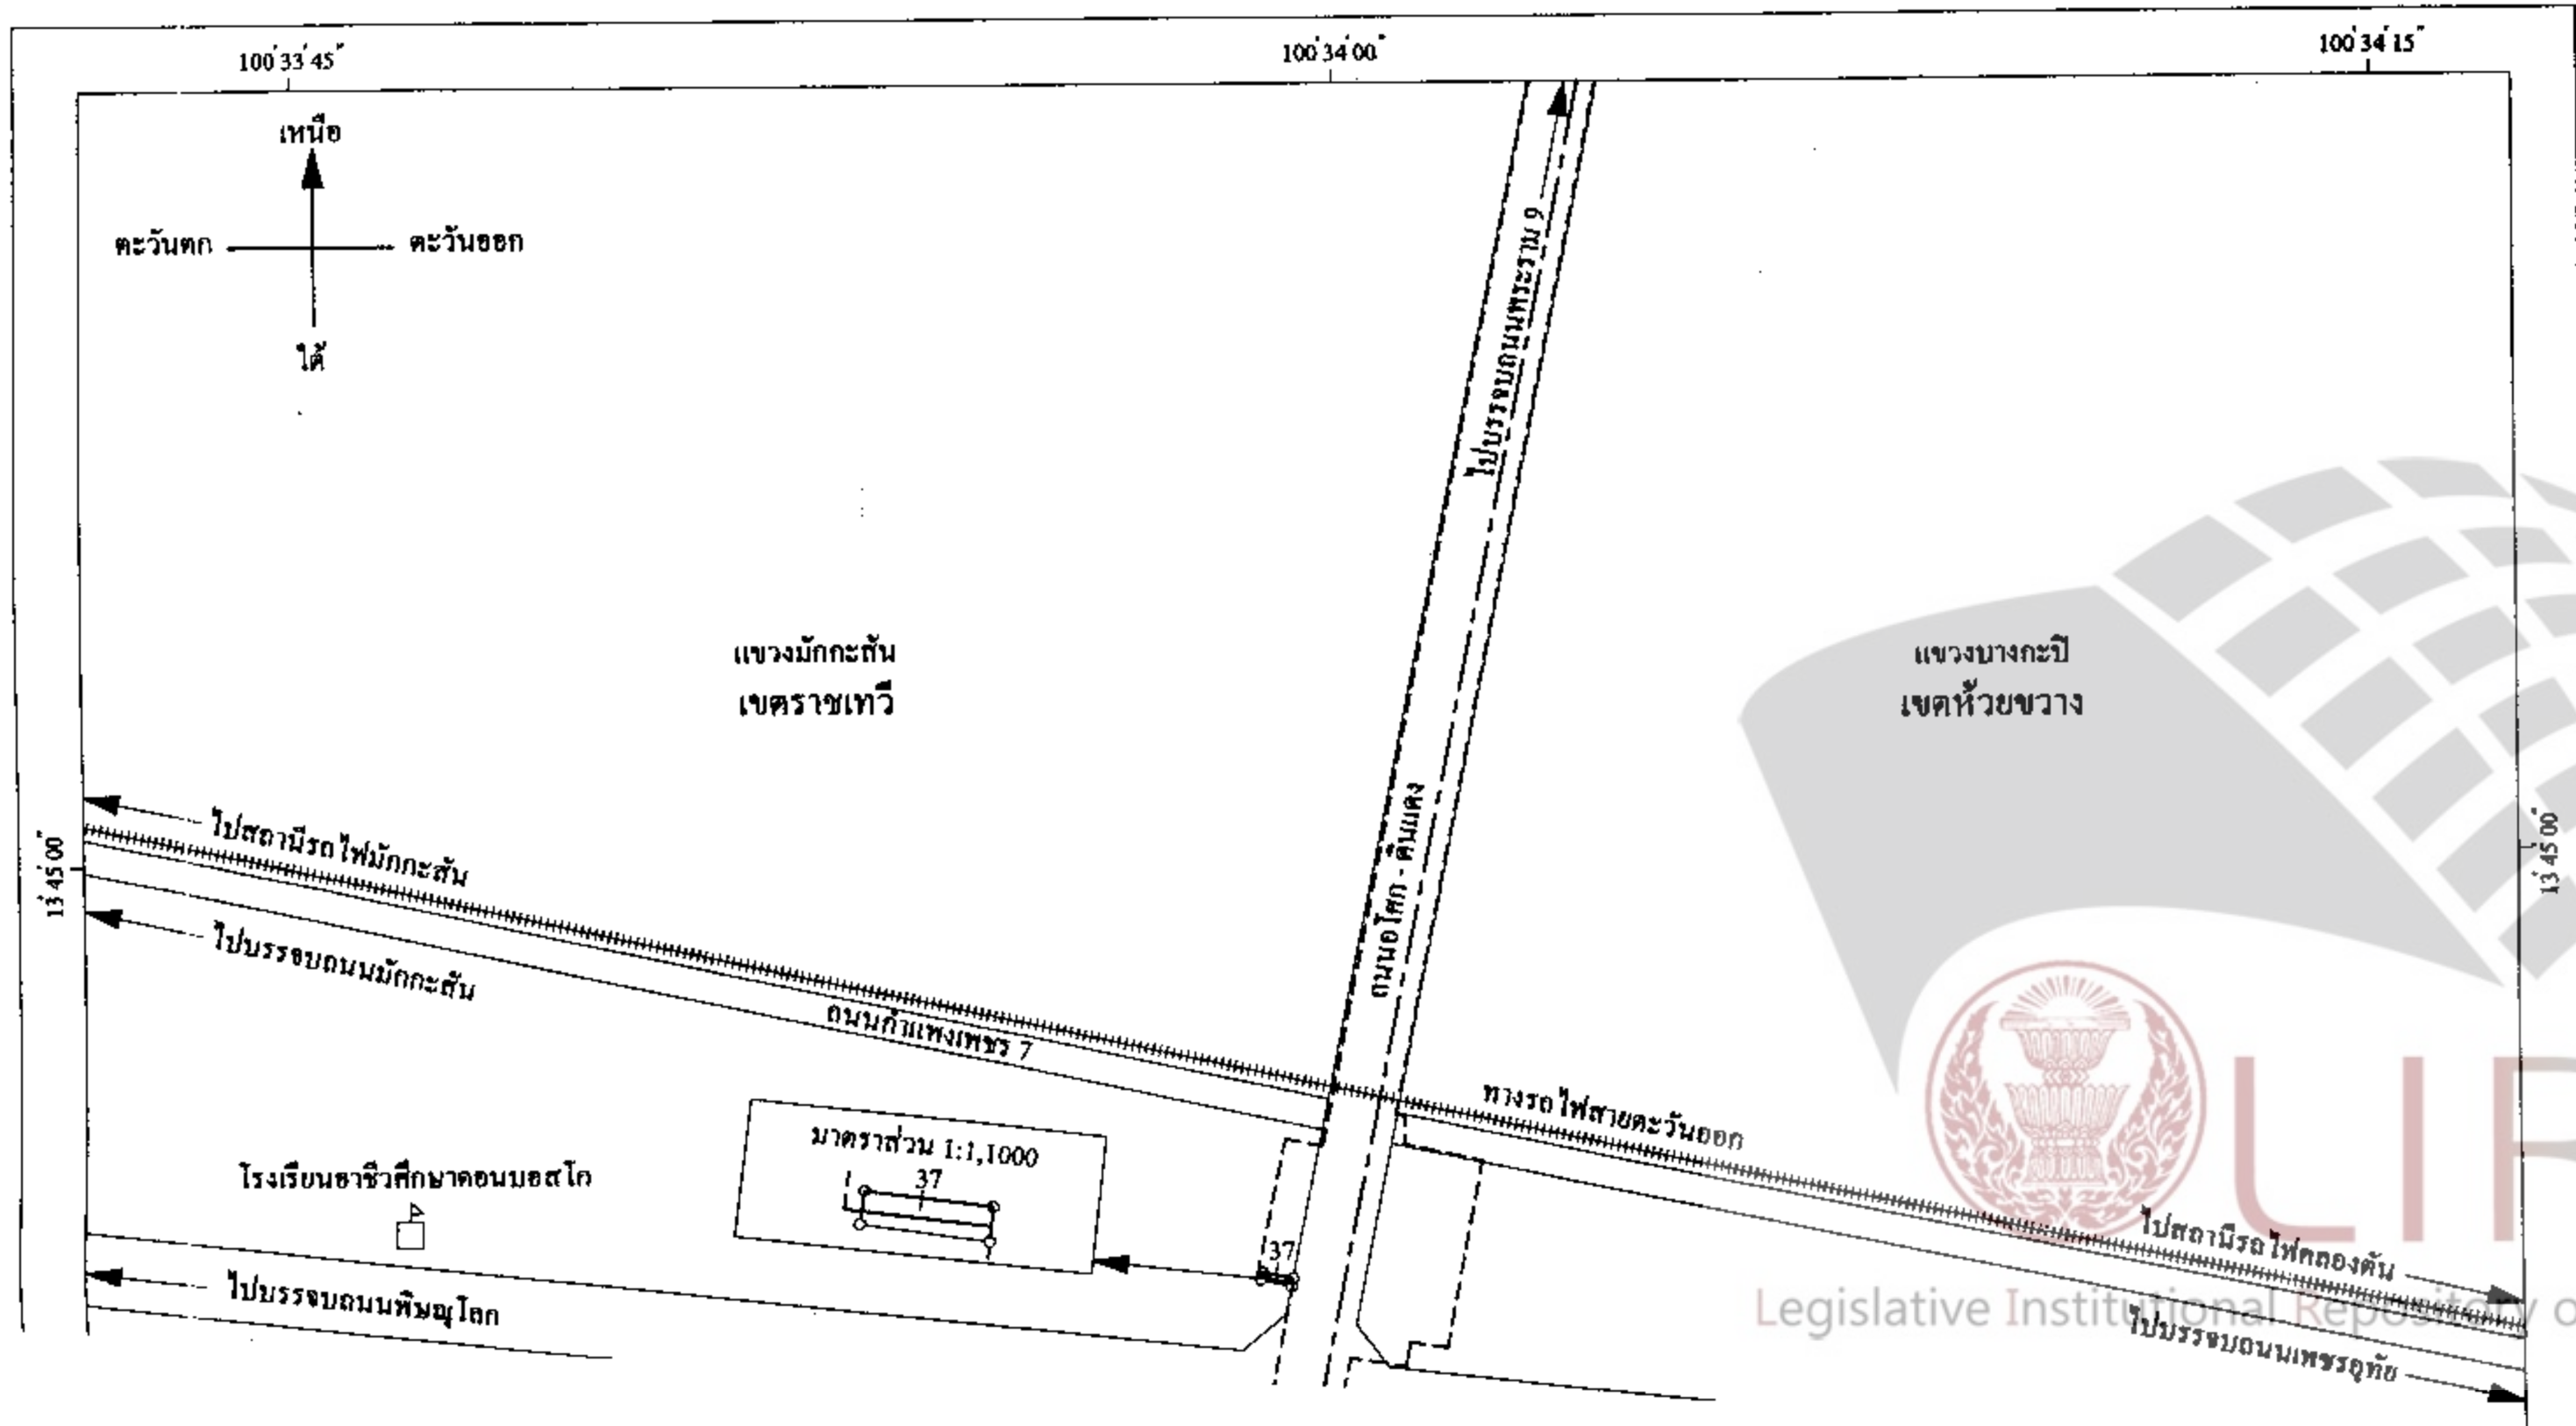 100°33'45"
100°34'00"
100°34'15"
เหนือ
ตะวันตก
ตะวันออก
ใต้
ไปบรรจบถนนพระราม 9
แขวงมักกะสัน
เขตราชเทวี
แขวงบางกะปิ
เขตห้วยขวาง
ถนนอโศก - ดินแดง
13°45'00"
13°45'00"
ไปสถานีรถไฟมักกะสัน
ไปบรรจบถนนมักกะสัน
ถนนกำแพงเพชร 7
ทางรถไฟสายตะวันออก
มาตราส่วน 1:1,1000
37
โรงเรียนอาชีวศึกษาดอนบอสโก
37
ไปสถานีรถไฟคลองตัน
ไปบรรจบถนนพิษณุโลก
ไปบรรจบถนนเพชรอุทัย
LIR
Legislative Institutional Repository o